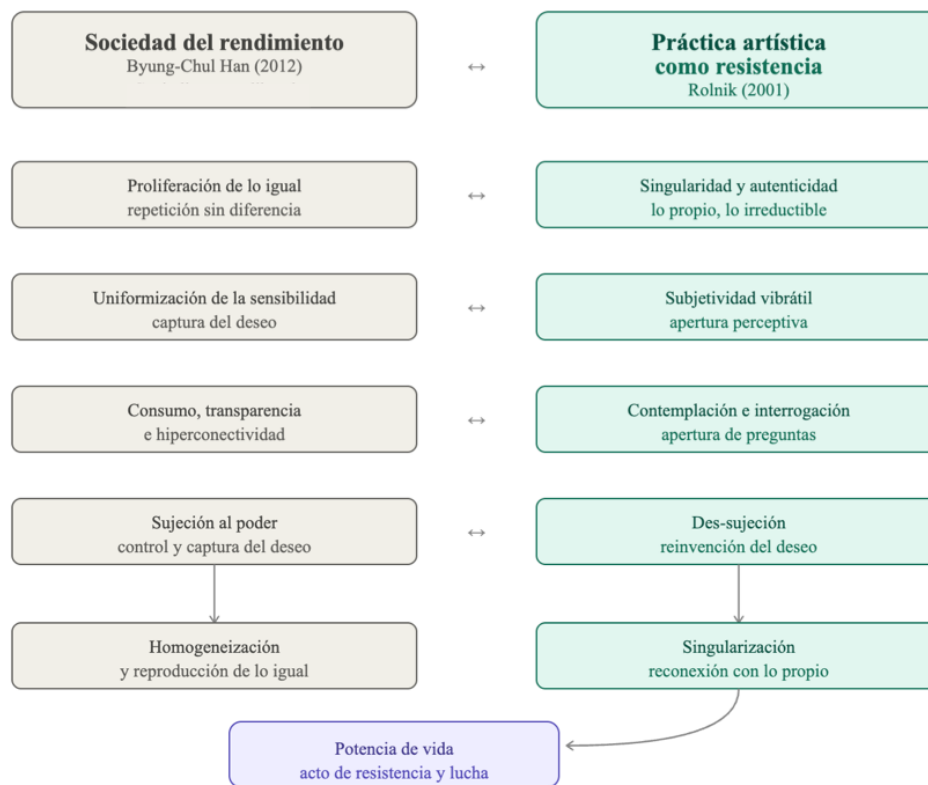 Sociedad del rendimiento
Byung-Chul Han (2012)
↔
Práctica artística
como resistencia
Rolnik (2001)
Proliferación de lo igual
repetición sin diferencia
↔
Singularidad y autenticidad
lo propio, lo irreductible
Uniformización de la sensibilidad
captura del deseo
↔
Subjetividad vibrátil
apertura perceptiva
Consumo, transparencia
e hiperconectividad
↔
Contemplación e interrogación
apertura de preguntas
Sujeción al poder
control y captura del deseo
↔
Des-sujeción
reinvención del deseo
Homogeneización
y reproducción de lo igual
Singularización
reconexión con lo propio
Potencia de vida
acto de resistencia y lucha